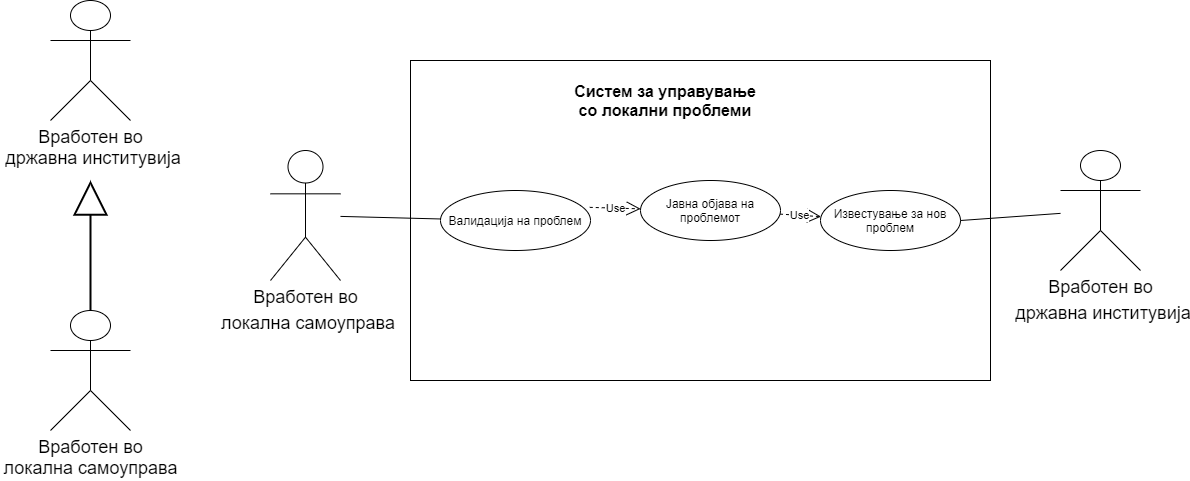 Вработен во
државна институвија
Вработен во
локална самоуправа
Вработен во
локална самоуправа
Систем за управување
со локални проблеми
Валидација на проблем
Use
Јавна објава на
проблемот
Use
Известување за нов
проблем
Вработен во
државна институвија